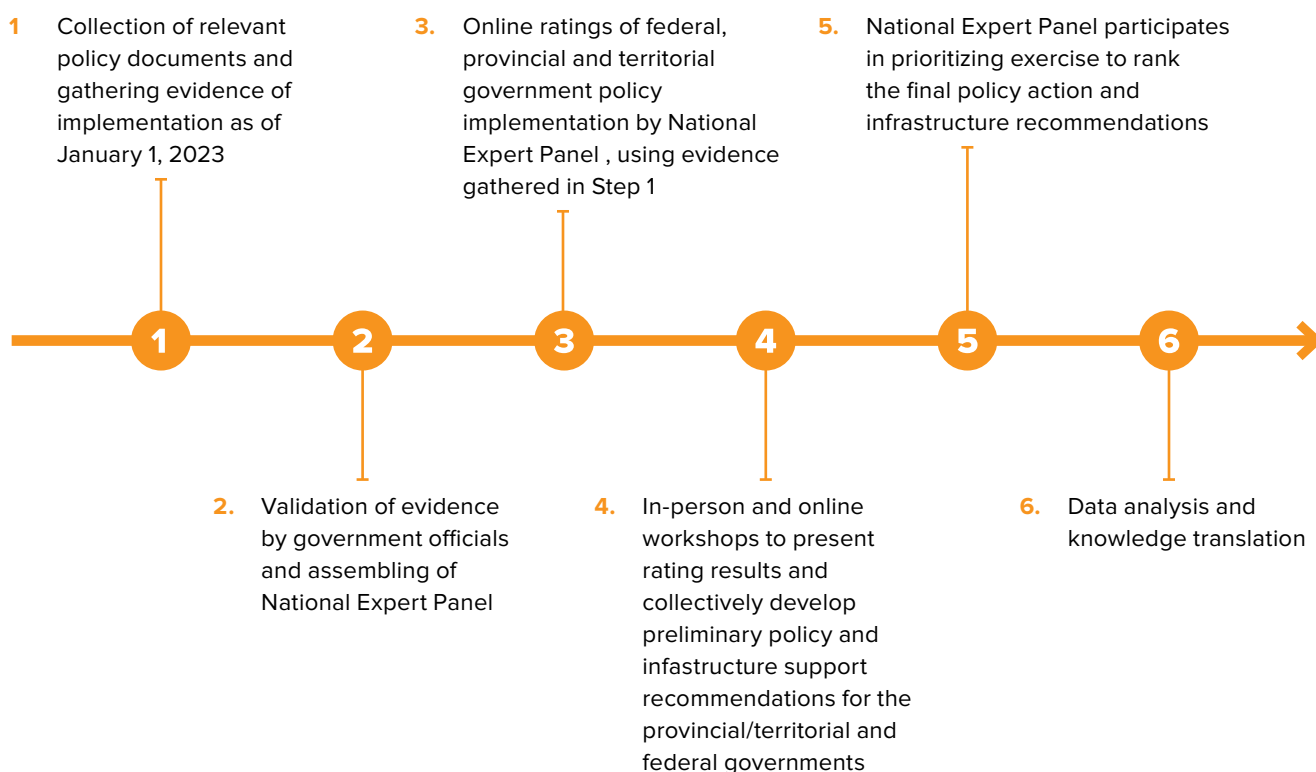 1 Collection of relevant
policy documents and
gathering evidence of
implementation as of
January 1, 2023
3. Online ratings of federal,
provincial and territorial
government policy
implementation by National
Expert Panel , using evidence
gathered in Step 1
5. National Expert Panel participates
in prioritizing exercise to rank
the final policy action and
infrastructure recommendations
1 2 3 4 5 6
2. Validation of evidence
by government officials
and assembling of
National Expert Panel
4. In-person and online
workshops to present
rating results and
collectively develop
preliminary policy and
infastructure support
recommendations for the
provincial/territorial and
federal governments
6. Data analysis and
knowledge translation